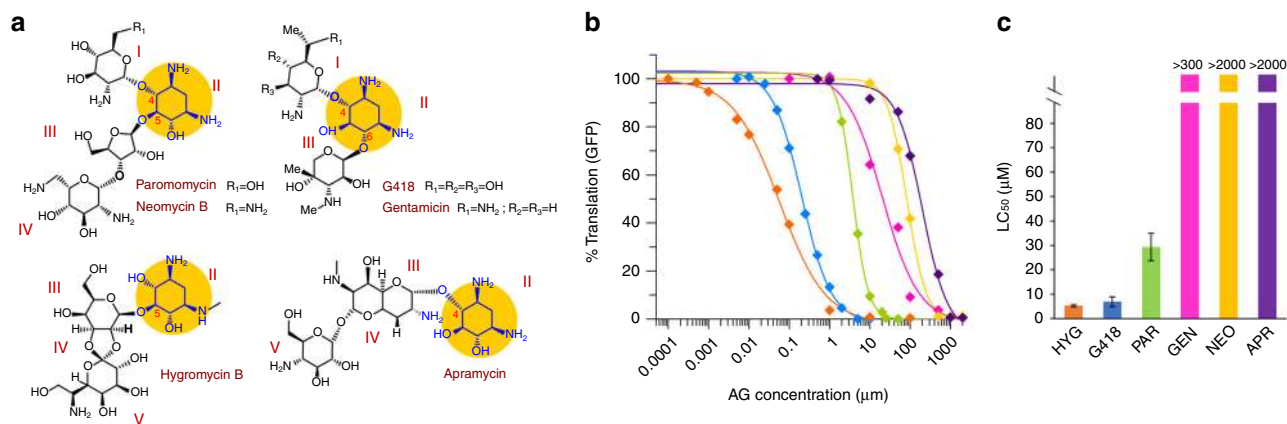 a
Me
R₁
R₁
HO
I
R₂
I
HO
O
NH₂
R₃
O
NH₂
HO
H₂N
O
4
II
H₂N
O
4
II
III
O
5
NH₂
HO
6
NH₂
HO
O
OH
III
O
O
OH
Me
O
HO
OH
H₂N
O
Paromomycin R₁=OH
Me
NH
G418 R₁=R₂=R₃=OH
HO
NH₂
Neomycin B R₁=NH₂
Gentamicin R₁=NH₂ ; R₂=R₃=H
OH
IV
OH
NH₂
II
III
HO
III
OH
N
H
O
O
NH₂
II
HO
O
O
5
N
H
OH
HO
O
O
H
NH₂
4
HO
NH₂
H
H
OH
IV
O
O
V
IV
HO
OH
H
O
OH
Hygromycin B
H₂N
OH
Apramycin
HO
OH
NH₂
OH
V
b
% Translation (GFP)
100
80
60
40
20
0
0.0001
0.001
0.01
0.1
1
10
100
1000
AG concentration (μm)
c
LC₅₀ (μM)
>300 >2000 >2000
50
40
30
20
10
0
HYG
G418
PAR
GEN
NEO
APR